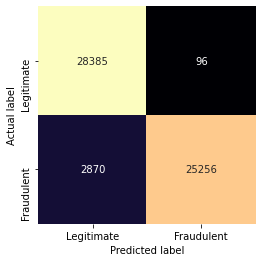 Actual label
Legitimate
28385
96
Fraudulent
2870
25256
Legitimate
Fraudulent
Predicted label